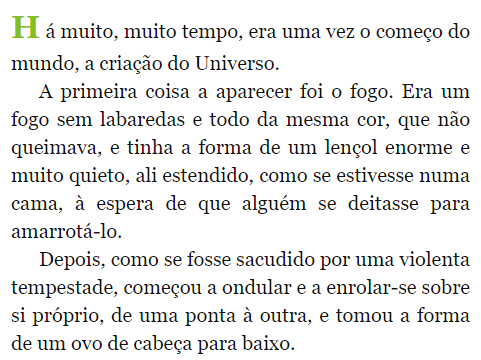 Há muito, muito tempo, era uma vez o começo do
mundo, a criação do Universo.
A primeira coisa a aparecer foi o fogo. Era um
fogo sem labaredas e todo da mesma cor, que não
queimava, e tinha a forma de um lençol enorme e
muito quieto, ali estendido, como se estivesse numa
cama, à espera de que alguém se deitasse para
amarrotá-lo.
Depois, como se fosse sacudido por uma violenta
tempestade, começou a ondular e a enrolar-se sobre
si próprio, de uma ponta à outra, e tomou a forma
de um ovo de cabeça para baixo.